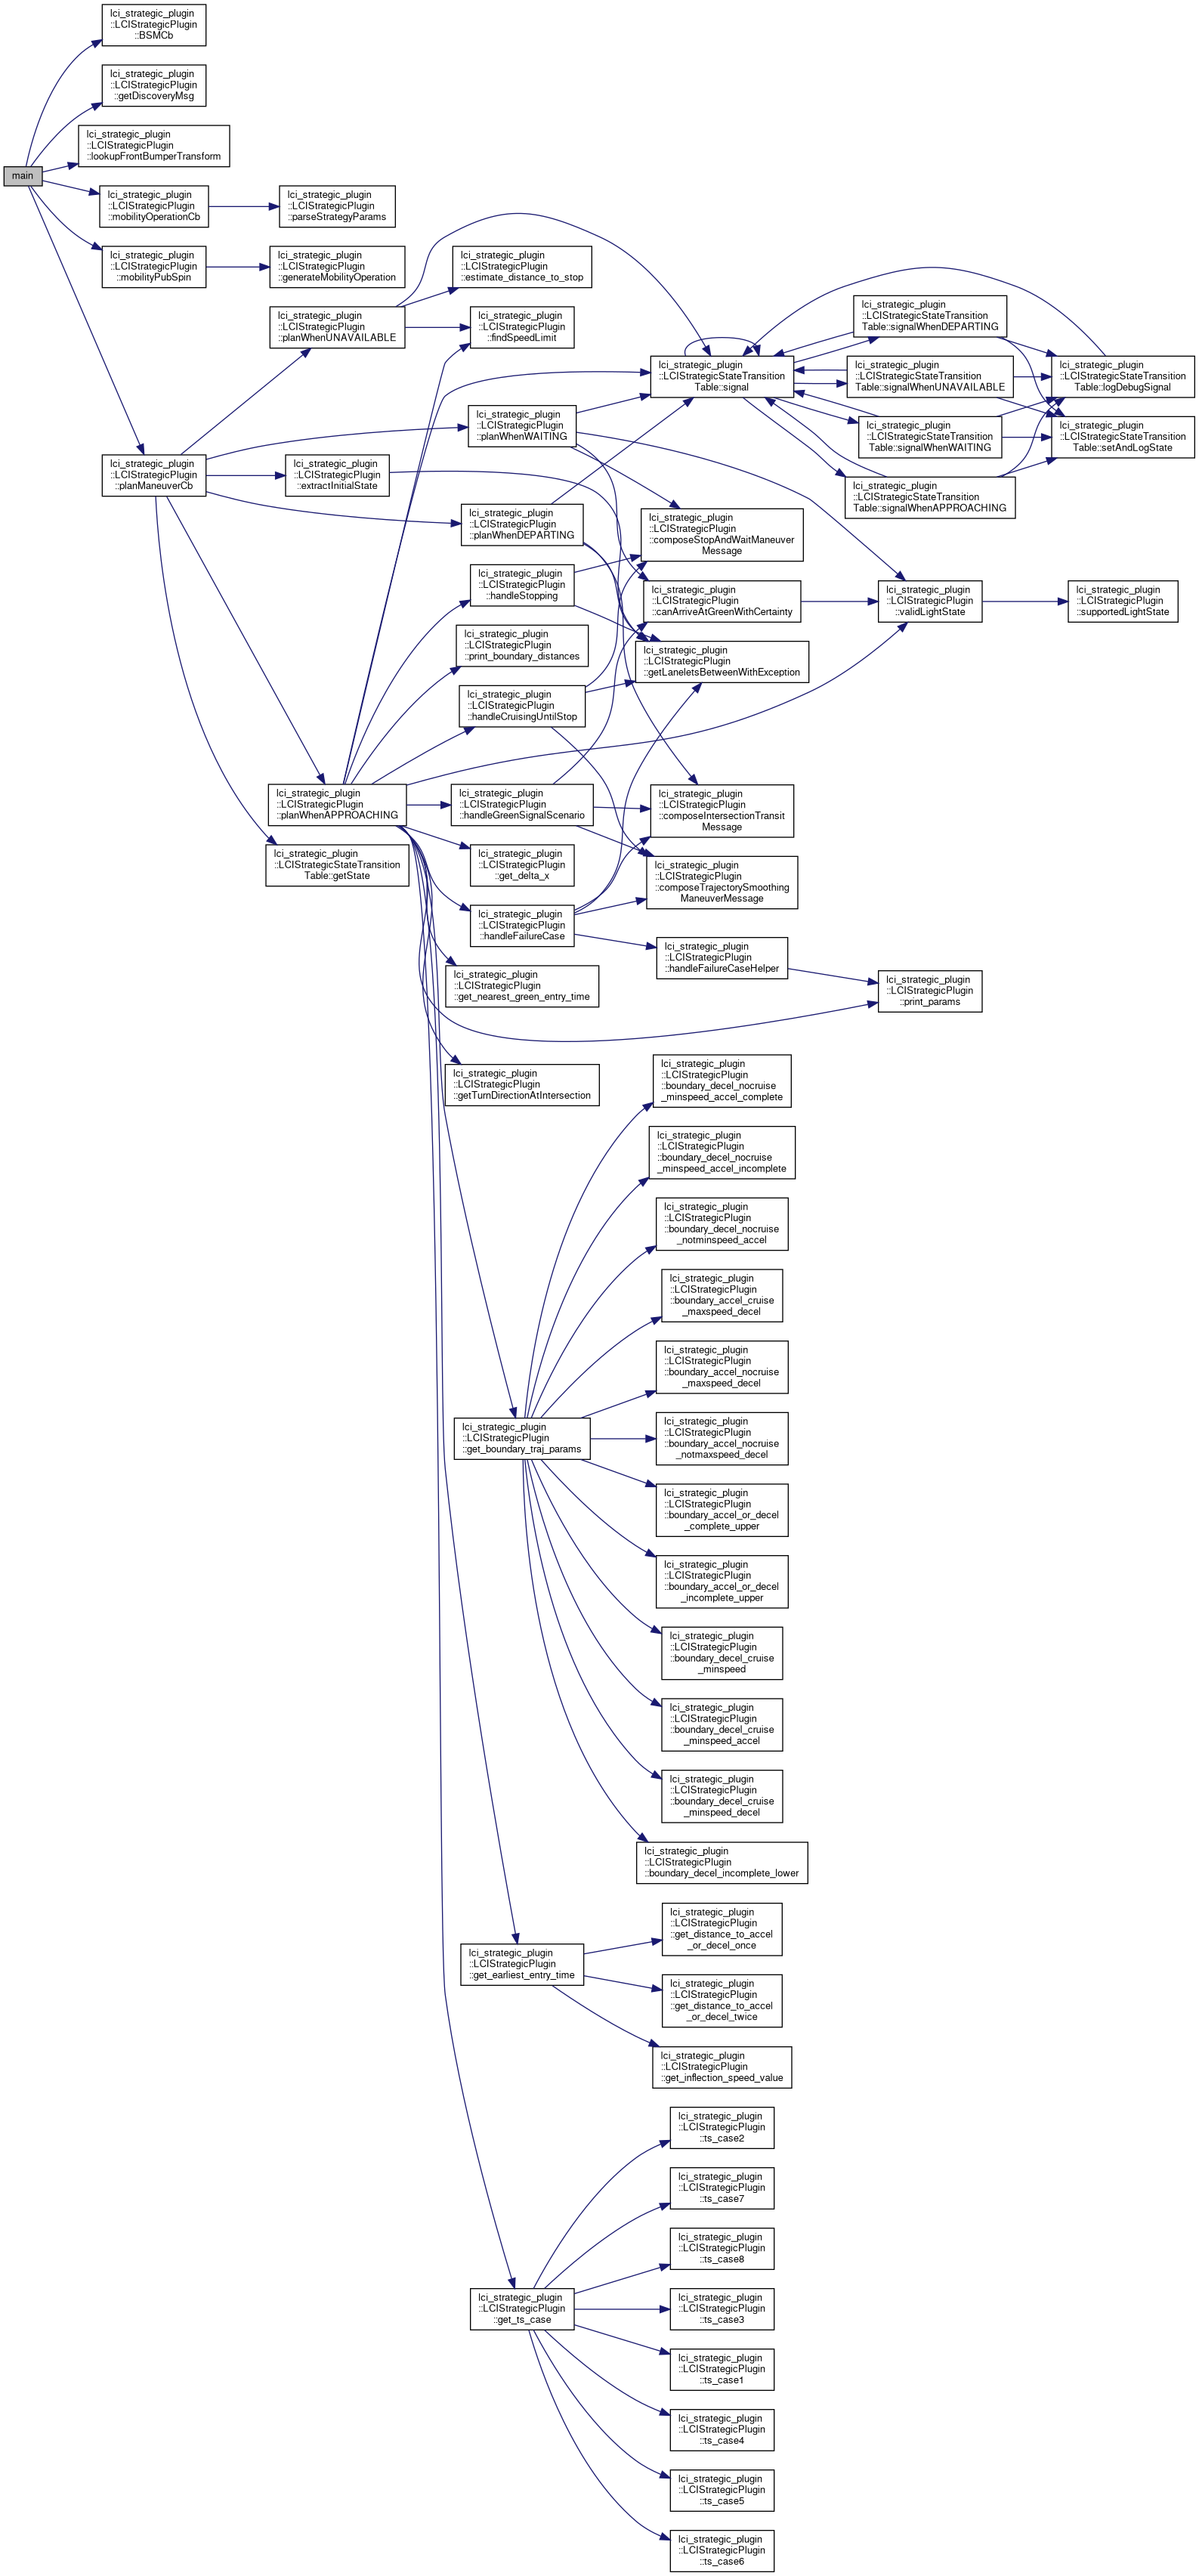 lci_strategic_plugin
::LCIStrategicPlugin
::BSMCb
lci_strategic_plugin
::LCIStrategicPlugin
::getDiscoveryMsg
lci_strategic_plugin
::LCIStrategicPlugin
::lookupFrontBumperTransform
main
lci_strategic_plugin
::LCIStrategicPlugin
::mobilityOperationCb
lci_strategic_plugin
::LCIStrategicPlugin
::parseStrategyParams
lci_strategic_plugin
::LCIStrategicPlugin
::mobilityPubSpin
lci_strategic_plugin
::LCIStrategicPlugin
::generateMobilityOperation
lci_strategic_plugin
::LCIStrategicPlugin
::estimate_distance_to_stop
lci_strategic_plugin
::LCIStrategicPlugin
::planWhenUNAVAILABLE
lci_strategic_plugin
::LCIStrategicPlugin
::findSpeedLimit
lci_strategic_plugin
::LCIStrategicStateTransition
Table::signal
lci_strategic_plugin
::LCIStrategicStateTransition
Table::signalWhenDEPARTING
lci_strategic_plugin
::LCIStrategicStateTransition
Table::signalWhenUNAVAILABLE
lci_strategic_plugin
::LCIStrategicStateTransition
Table::logDebugSignal
lci_strategic_plugin
::LCIStrategicStateTransition
Table::signalWhenWAITING
lci_strategic_plugin
::LCIStrategicStateTransition
Table::setAndLogState
lci_strategic_plugin
::LCIStrategicStateTransition
Table::signalWhenAPPROACHING
lci_strategic_plugin
::LCIStrategicPlugin
::planWhenWAITING
lci_strategic_plugin
::LCIStrategicPlugin
::planManeuverCb
lci_strategic_plugin
::LCIStrategicPlugin
::extractInitialState
lci_strategic_plugin
::LCIStrategicPlugin
::planWhenDEPARTING
lci_strategic_plugin
::LCIStrategicPlugin
::composeStopAndWaitManeuver
Message
lci_strategic_plugin
::LCIStrategicPlugin
::handleStopping
lci_strategic_plugin
::LCIStrategicPlugin
::canArriveAtGreenWithCertainty
lci_strategic_plugin
::LCIStrategicPlugin
::validLightState
lci_strategic_plugin
::LCIStrategicPlugin
::supportedLightState
lci_strategic_plugin
::LCIStrategicPlugin
::print_boundary_distances
lci_strategic_plugin
::LCIStrategicPlugin
::getLaneletsBetweenWithException
lci_strategic_plugin
::LCIStrategicPlugin
::handleCruisingUntilStop
lci_strategic_plugin
::LCIStrategicPlugin
::planWhenAPPROACHING
lci_strategic_plugin
::LCIStrategicPlugin
::handleGreenSignalScenario
lci_strategic_plugin
::LCIStrategicPlugin
::composeIntersectionTransit
Message
lci_strategic_plugin
::LCIStrategicStateTransition
Table::getState
lci_strategic_plugin
::LCIStrategicPlugin
::get_delta_x
lci_strategic_plugin
::LCIStrategicPlugin
::composeTrajectorySmoothing
ManeuverMessage
lci_strategic_plugin
::LCIStrategicPlugin
::handleFailureCase
lci_strategic_plugin
::LCIStrategicPlugin
::handleFailureCaseHelper
lci_strategic_plugin
::LCIStrategicPlugin
::get_nearest_green_entry_time
lci_strategic_plugin
::LCIStrategicPlugin
::print_params
lci_strategic_plugin
::LCIStrategicPlugin
::getTurnDirectionAtIntersection
lci_strategic_plugin
::LCIStrategicPlugin
::boundary_decel_nocruise
_minspeed_accel_complete
lci_strategic_plugin
::LCIStrategicPlugin
::boundary_decel_nocruise
_minspeed_accel_incomplete
lci_strategic_plugin
::LCIStrategicPlugin
::boundary_decel_nocruise
_notminspeed_accel
lci_strategic_plugin
::LCIStrategicPlugin
::boundary_accel_cruise
_maxspeed_decel
lci_strategic_plugin
::LCIStrategicPlugin
::boundary_accel_nocruise
_maxspeed_decel
lci_strategic_plugin
::LCIStrategicPlugin
::get_boundary_traj_params
lci_strategic_plugin
::LCIStrategicPlugin
::boundary_accel_nocruise
_notmaxspeed_decel
lci_strategic_plugin
::LCIStrategicPlugin
::boundary_accel_or_decel
_complete_upper
lci_strategic_plugin
::LCIStrategicPlugin
::boundary_accel_or_decel
_incomplete_upper
lci_strategic_plugin
::LCIStrategicPlugin
::boundary_decel_cruise
_minspeed
lci_strategic_plugin
::LCIStrategicPlugin
::boundary_decel_cruise
_minspeed_accel
lci_strategic_plugin
::LCIStrategicPlugin
::boundary_decel_cruise
_minspeed_decel
lci_strategic_plugin
::LCIStrategicPlugin
::boundary_decel_incomplete_lower
lci_strategic_plugin
::LCIStrategicPlugin
::get_distance_to_accel
_or_decel_once
lci_strategic_plugin
::LCIStrategicPlugin
::get_earliest_entry_time
lci_strategic_plugin
::LCIStrategicPlugin
::get_distance_to_accel
_or_decel_twice
lci_strategic_plugin
::LCIStrategicPlugin
::get_inflection_speed_value
lci_strategic_plugin
::LCIStrategicPlugin
::ts_case2
lci_strategic_plugin
::LCIStrategicPlugin
::ts_case7
lci_strategic_plugin
::LCIStrategicPlugin
::ts_case8
lci_strategic_plugin
::LCIStrategicPlugin
::get_ts_case
lci_strategic_plugin
::LCIStrategicPlugin
::ts_case3
lci_strategic_plugin
::LCIStrategicPlugin
::ts_case1
lci_strategic_plugin
::LCIStrategicPlugin
::ts_case4
lci_strategic_plugin
::LCIStrategicPlugin
::ts_case5
lci_strategic_plugin
::LCIStrategicPlugin
::ts_case6